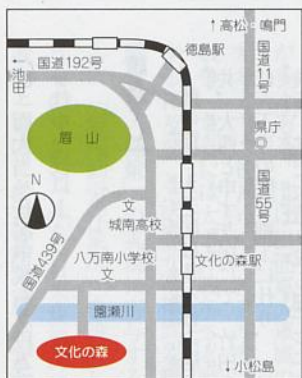 ↑高松・鳴門
徳島駅
国道11号
国道192号
←池田
県庁
眉山
国道55号
N
文
城南高校
国道439号
八万南小学校
文
文化の森駅
園瀬川
文化の森
↓小松島